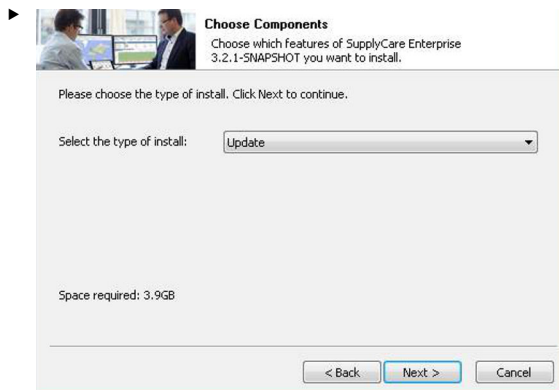 Choose Components
Choose which features of SupplyCare Enterprise
3.2.1-SNAPSHOT you want to install.
Please choose the type of install. Click Next to continue.
Select the type of install:
Update
Space required: 3.9GB
< Back
Next >
Cancel